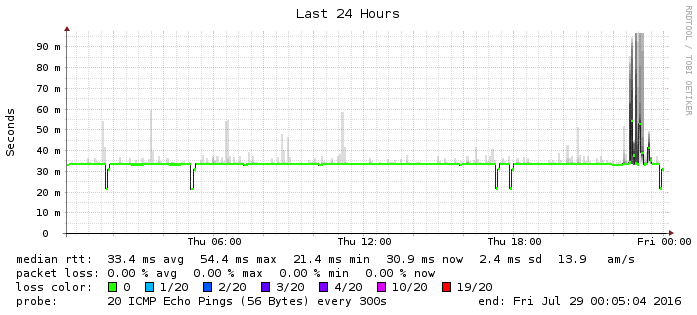 Last 24 Hours
RRDTOOL / TOBI OETIKER
Seconds
90 m
80 m
70 m
60 m
50 m
40 m
30 m
20 m
10 m
0
Thu 06:00 Thu 12:00 Thu 18:00 Fri 00:00
median rtt: 33.4 ms avg 54.4 ms max 21.4 ms min 30.9 ms now 2.4 ms sd 13.9 am/s
packet loss: 0.00 % avg 0.00 % max 0.00 % min 0.00 % now
loss color: 0 1/20 2/20 3/20 4/20 10/20 19/20
probe: 20 ICMP Echo Pings (56 Bytes) every 300s end: Fri Jul 29 00:05:04 2016